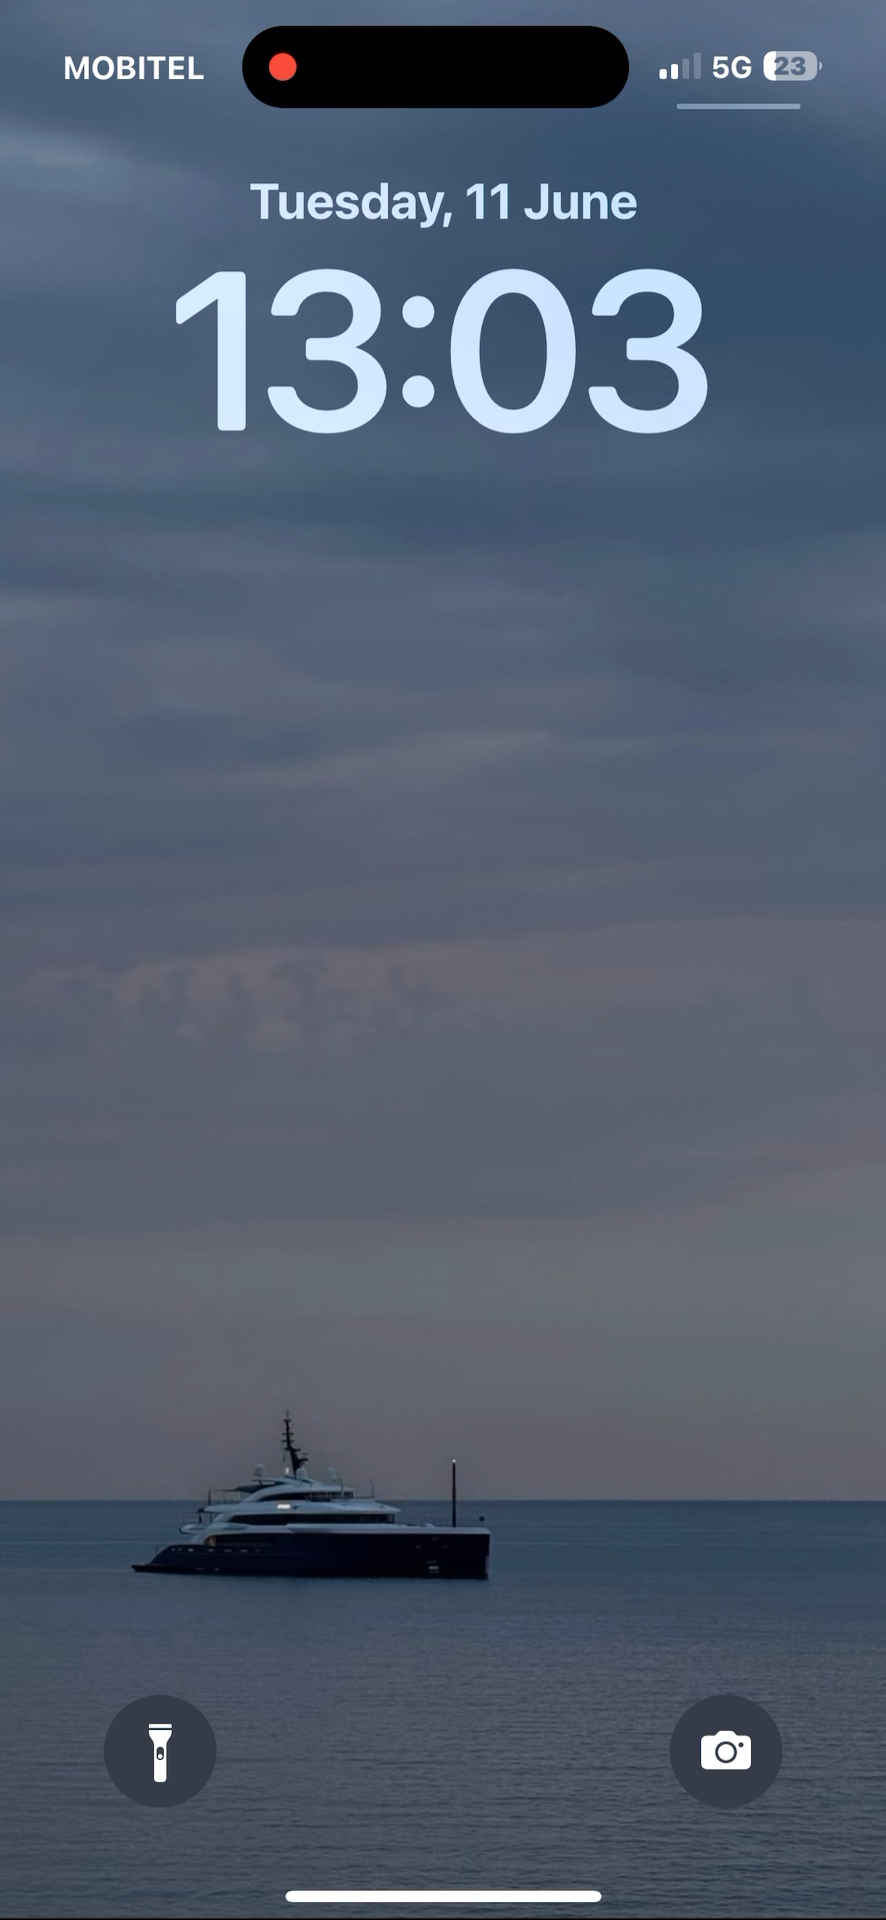 MOBITEL 5G 23
Tuesday, 11 June
13:03